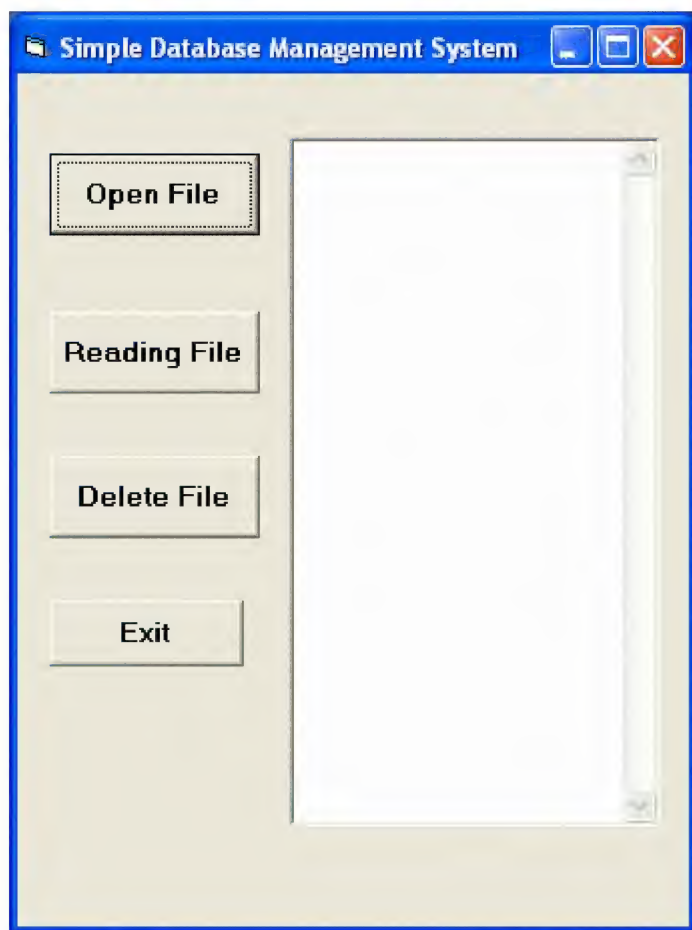 Simple Database Management System
Open File
Reading File
Delete File
Exit